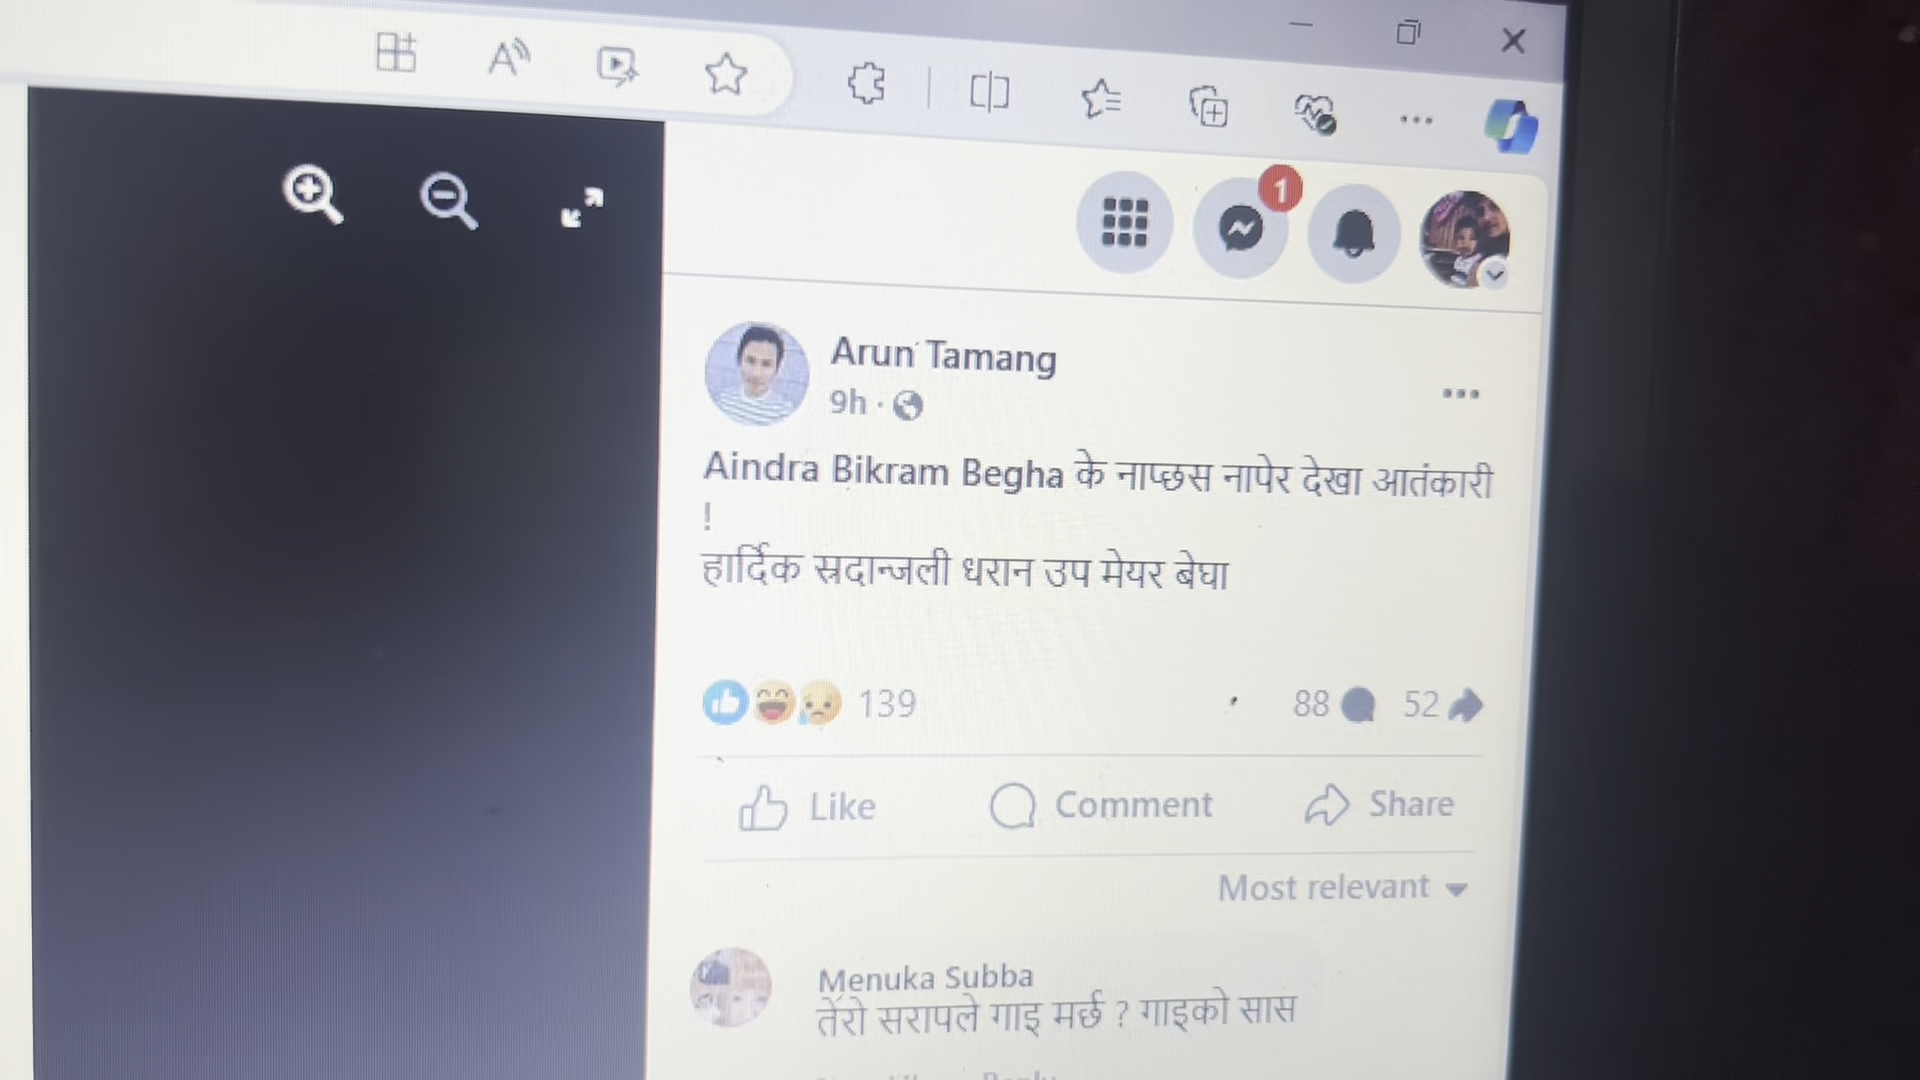 1
Arun Tamang
9h ·
Aindra Bikram Begha के नाप्छस नापेर देखा आतंकारी
!
हार्दिक स्रदान्जली धरान उप मेयर बेघा
139
88
52
Like
Comment
Share
Most relevant
Menuka Subba
तेंरो सरापले गाइ मर्छ ? गाइको सास